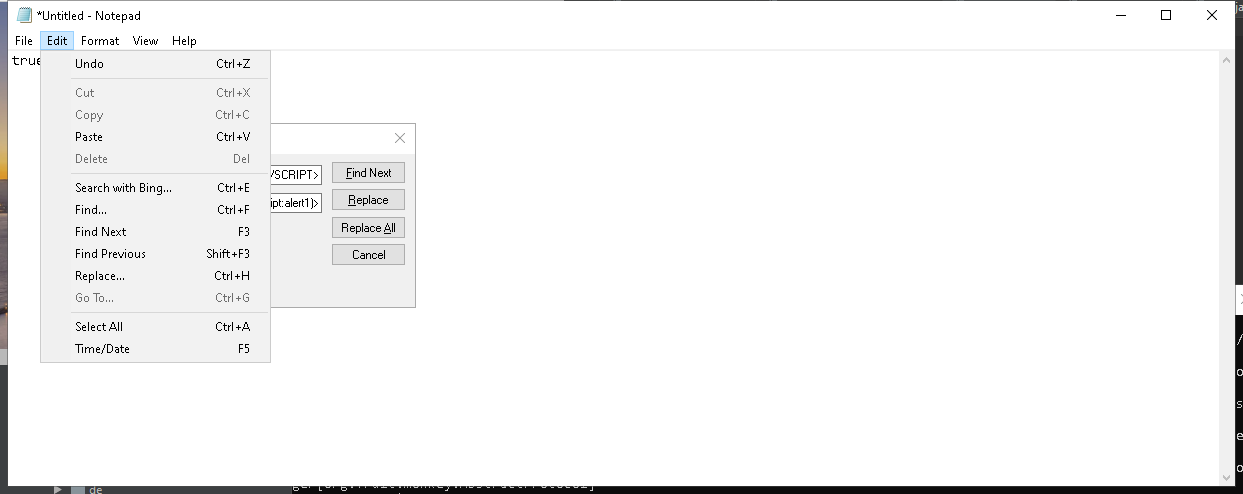 *Untitled - Notepad
File Edit Format View Help
true
Undo Ctrl+Z
Cut Ctrl+X
Copy Ctrl+C
Paste Ctrl+V
Delete Del
Search with Bing... Ctrl+E
Find... Ctrl+F
Find Next F3
Find Previous Shift+F3
Replace... Ctrl+H
Go To... Ctrl+G
Select All Ctrl+A
Time/Date F5
/SCRIPT>
ipt:alert1)>
Find Next
Replace
Replace All
Cancel
de